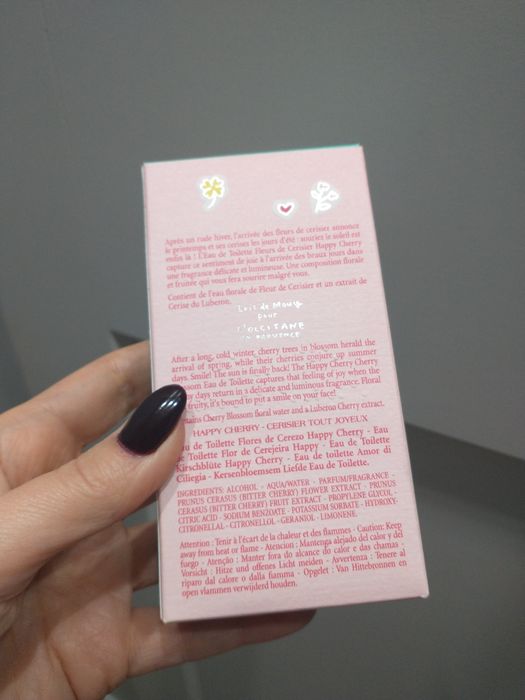 Après un rude hiver, l'arrivée des fleurs de cerisier annonce
le printemps et ses cerises les jours d'été : souriez le soleil est
enfin là ! L'Eau de Toilette Fleurs de Cerisier Happy Cherry
capture ce sentiment de joie à l'arrivée des beaux jours dans
une fragrance délicate et lumineuse. Une composition florale
et fruitée qui vous fera sourire malgré vous.
Contient de l'eau florale de Fleur de Cerisier et un extrait de
Cerise du Luberon.
pour
L'OCCITANE
EN PROVENCE
After a long, cold winter, cherry trees in blossom herald the
arrival of spring, while their cherries conjure up summer
days. Smile! The sun is finally back! The Happy Cherry Cherry
Blossom Eau de Toilette captures that feeling of joy when the
days return in a delicate and luminous fragrance. Floral
fruity, it's bound to put a smile on your face!
Cherry Blossom floral water and a Luberon Cherry extract.
HAPPY CHERRY - CERISIER TOUT JOYEUX
de Toilette Flores de Cerezo Happy Cherry - Eau
de Toilette Flor de Cerejeira Happy - Eau de Toilette
Kirschblüte Happy Cherry - Eau de toilette Amor di
Ciliegia - Kersenbloemsem Liefde Eau de Toilette.
INGREDIENTS: ALCOHOL - AQUA/WATER - PARFUM/FRAGRANCE -
PRUNUS CERASUS (BITTER CHERRY) FLOWER EXTRACT - PRUNUS
CERASUS (BITTER CHERRY) FRUIT EXTRACT - PROPYLENE GLYCOL -
CITRIC ACID - SODIUM BENZOATE - POTASSIUM SORBATE - HYDROXY-
CITRONELLAL - CITRONELLOL - GERANIOL - LIMONENE.
Attention : Tenir à l'écart de la chaleur et des flammes - Caution: Keep
away from heat or flame - Atencion : Mantenga alejado del calor y del
fuego - Atenção : Manter fora do alcance do calor e das chamas -
Vorsicht : Hitze und offenes Licht meiden - Avvertenza : Tenere al
riparo dal calore o dalla fiamma - Opgelet : Van Hittebronnen en
open vlammen verwijderd houden.